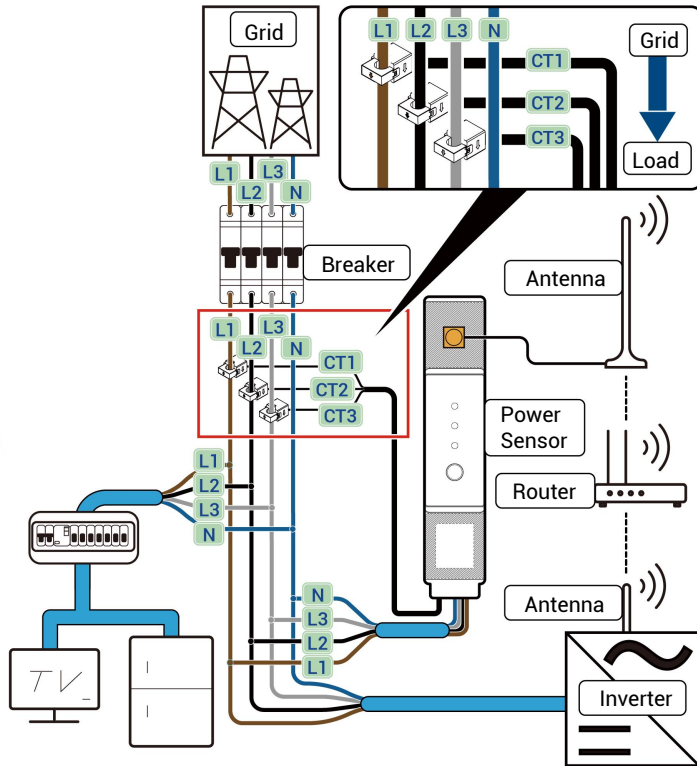 Grid
L1
L2
L3
N
Breaker
L1
L2
L3
N
CT1
CT2
CT3
L1
L2
L3
N
CT1
CT2
CT3
Grid
Load
Antenna
Power
Sensor
Router
Antenna
Inverter
L1
L2
L3
N
N
L3
L2
L1
TV_